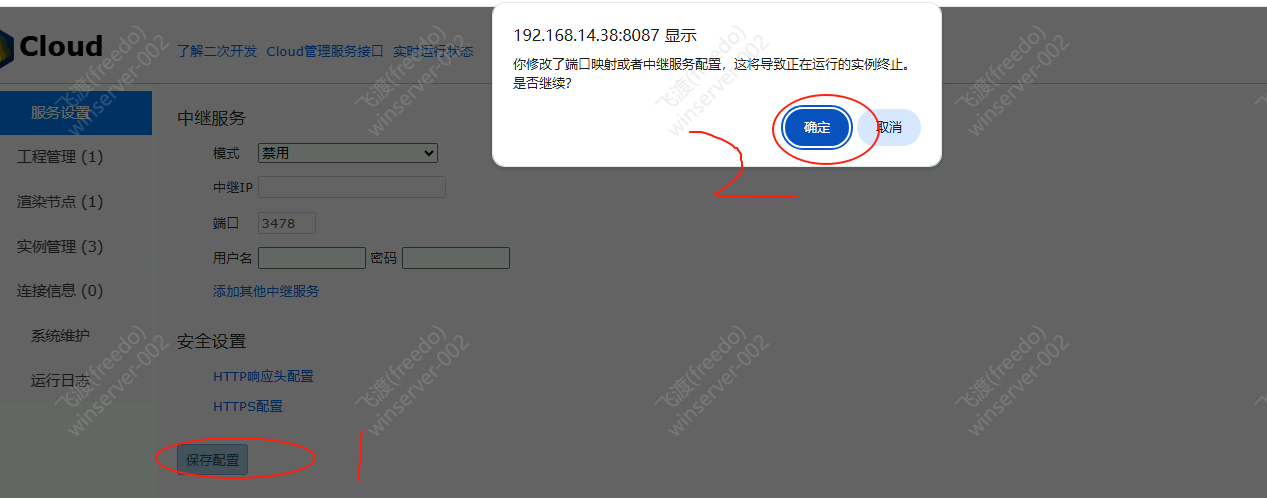 192.168.14.38:8087 显示
你修改了端口映射或者中继服务配置，这将导致正在运行的实例终止。
是否继续？
确定 取消
Cloud
了解二次开发 Cloud管理服务接口 实时运行状态
服务设置
工程管理 (1)
渲染节点 (1)
实例管理 (3)
连接信息 (0)
系统维护
运行日志
中继服务
模式 禁用
中继IP
端口 3478
用户名 密码
添加其他中继服务
安全设置
HTTP响应头配置
HTTPS配置
保存配置
1
2
飞渡(freedo)
winserver-002
飞渡(freedo)
winserver-002
飞渡(freedo)
winserver-002
飞渡(freedo)
winserver-002
飞渡(freedo)
winserver-002
飞渡(freedo)
winserver-002
飞渡(freedo)
winserver-002
飞渡(freedo)
winserver-002